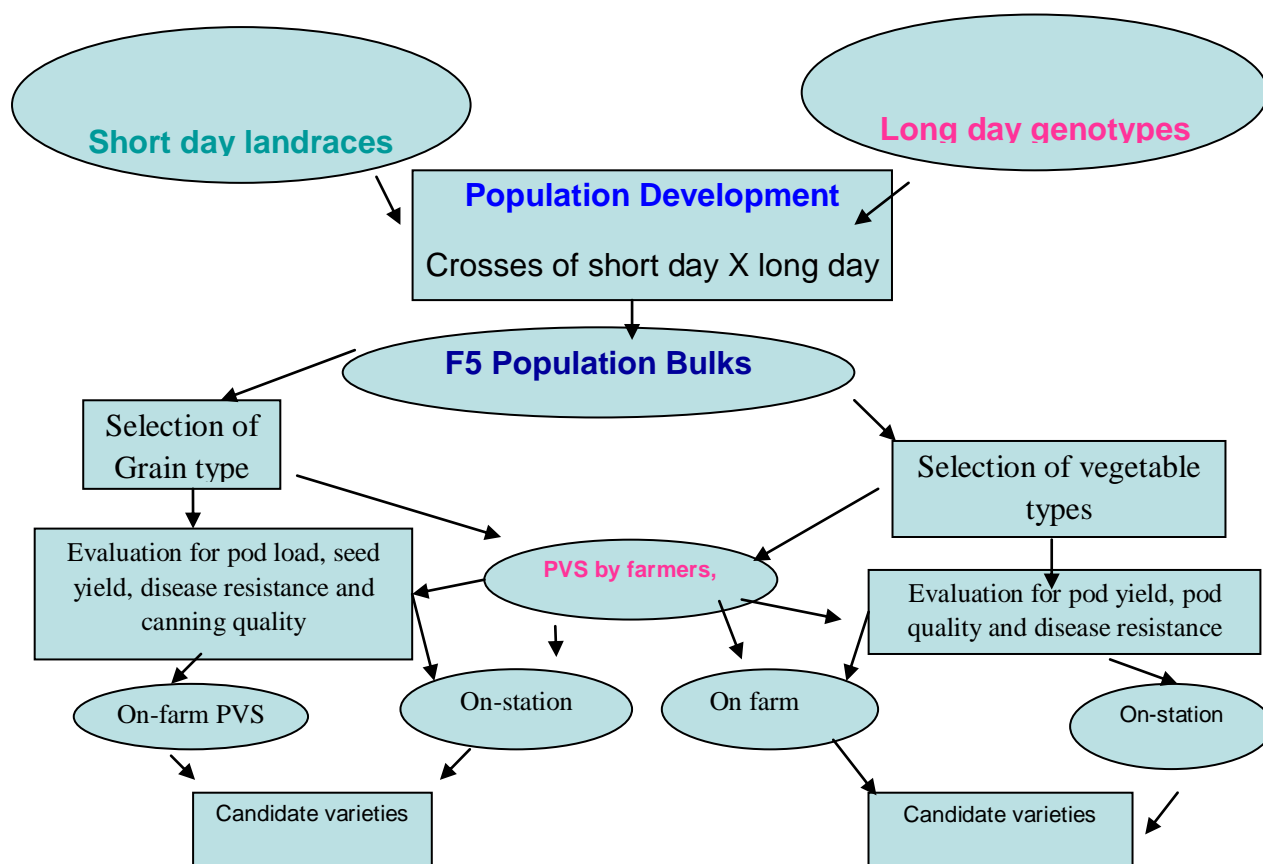 Short day landraces
Long day genotypes
Population Development
Crosses of short day X long day
F5 Population Bulks
Selection of
Grain type
Selection of vegetable
types
Evaluation for pod load, seed
yield, disease resistance and
canning quality
PVS by farmers,
Evaluation for pod yield, pod
quality and disease resistance
On-farm PVS
On-station
On farm
On-station
Candidate varieties
Candidate varieties